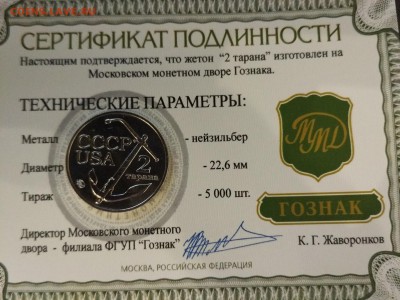 СЕРТИФИКАТ ПОДЛИННОСТИ
Настоящим подтверждается, что жетон "2 тарана" изготовлен на
Московском монетном дворе Гознака.
ТЕХНИЧЕСКИЕ ПАРАМЕТРЫ:
Металл - нейзильбер
Диаметр - 22,6 мм
Тираж - 5 000 шт.
СССР
USA
2
тарана
ММД
ГОЗНАК
Директор Московского монетного
двора - филиала ФГУП "Гознак" К. Г. Жаворонков
МОСКВА, РОССИЙСКАЯ ФЕДЕРАЦИЯ